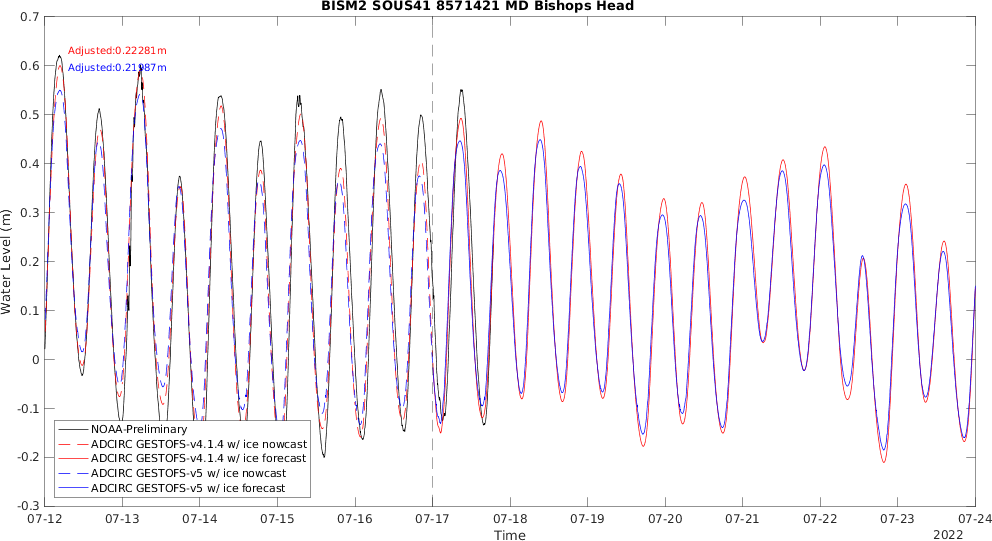 BISM2 SOUS41 8571421 MD Bishops Head
Adjusted:0.22281m
Adjusted:0.21987m
Water Level (m)
0.7
0.6
0.5
0.4
0.3
0.2
0.1
0
-0.1
-0.2
-0.3
NOAA-Preliminary
ADCIRC GESTOFS-v4.1.4 w/ ice nowcast
ADCIRC GESTOFS-v4.1.4 w/ ice forecast
ADCIRC GESTOFS-v5 w/ ice nowcast
ADCIRC GESTOFS-v5 w/ ice forecast
07-12 07-13 07-14 07-15 07-16 07-17 07-18 07-19 07-20 07-21 07-22 07-23 07-24
Time
2022